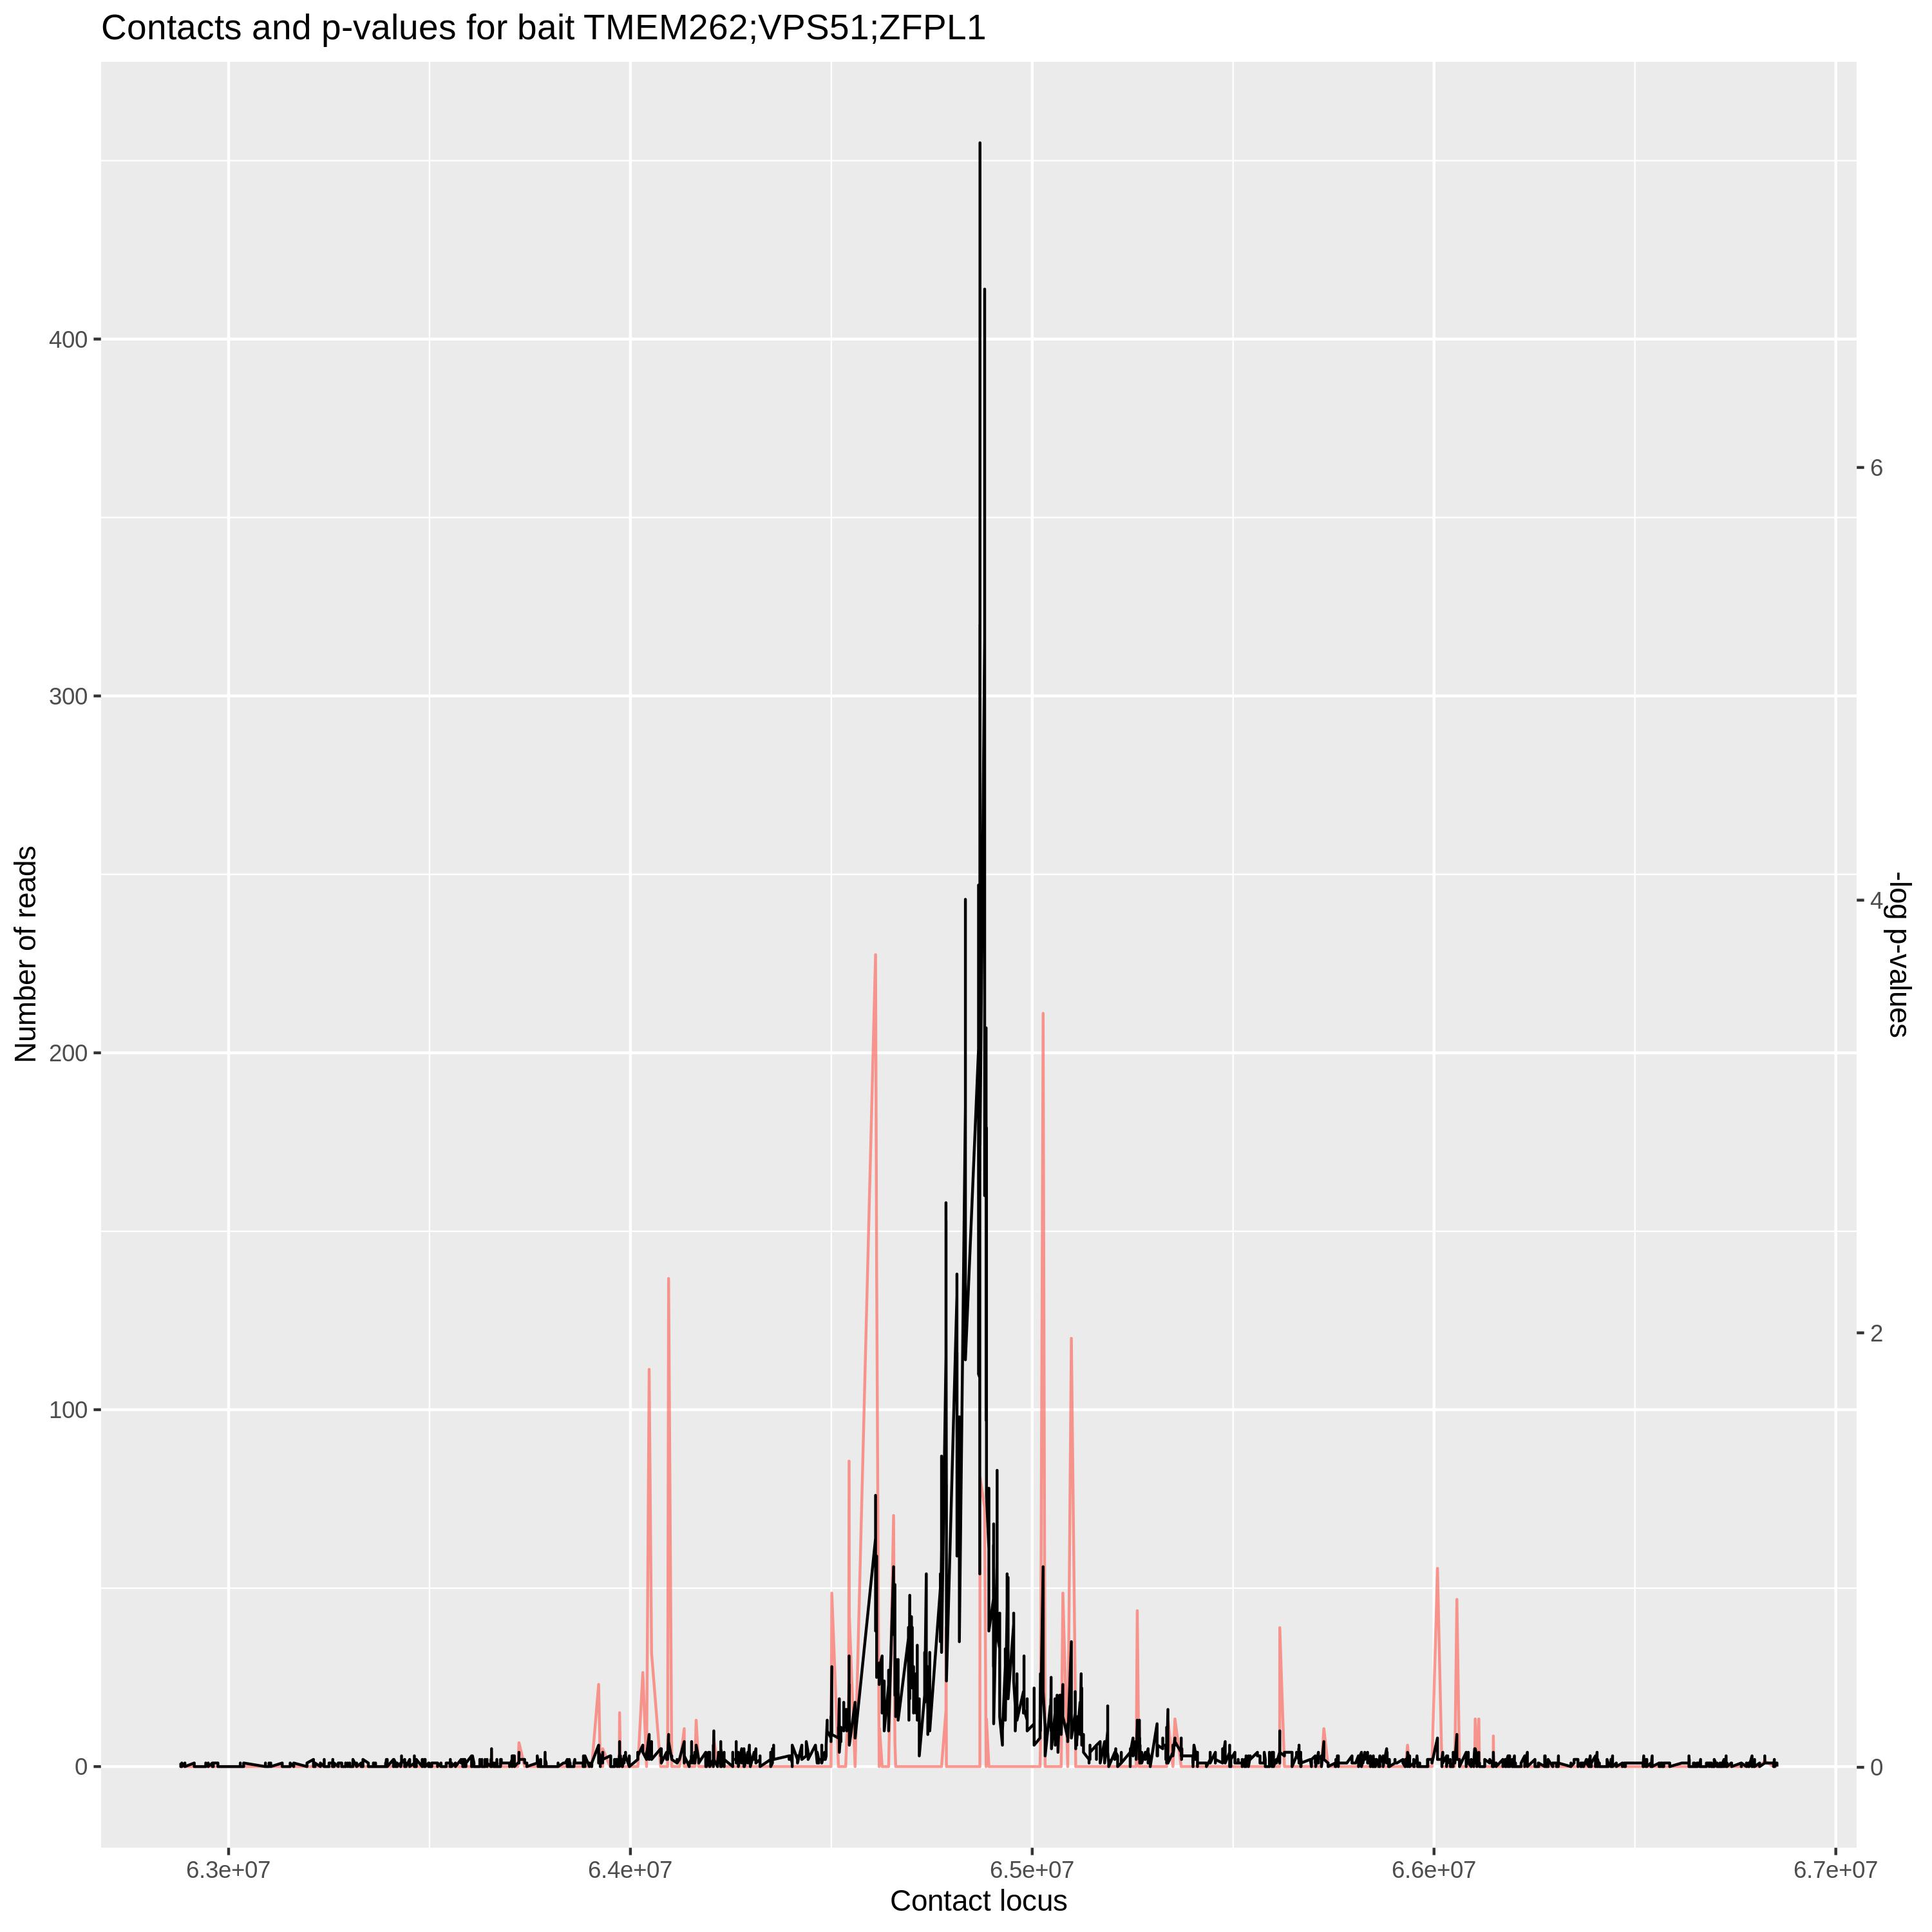 Contacts and p-values for bait TMEM262;VPS51;ZFPL1
Number of reads
400
300
200
100
0
6
4
2
0
-log p-values
6.3e+07 6.4e+07 6.5e+07 6.6e+07 6.7e+07
Contact locus